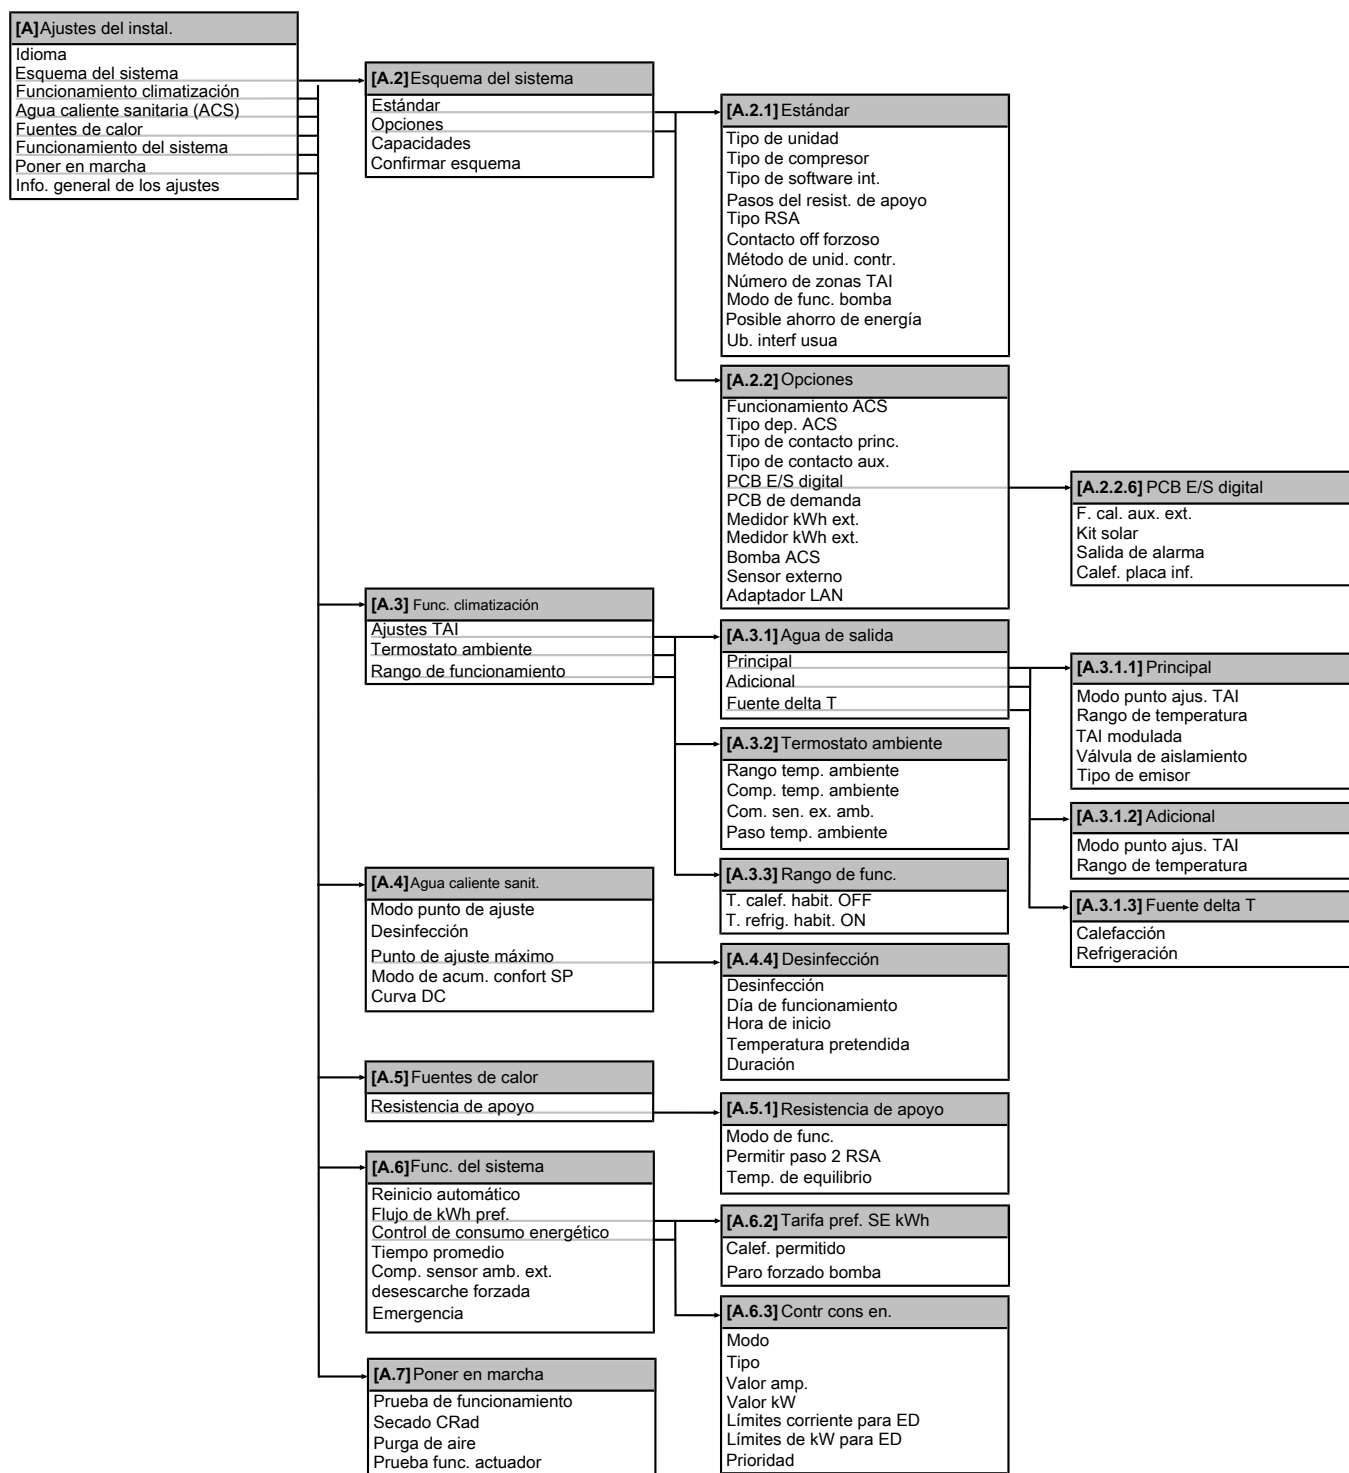 [A] Ajustes del instal.
Idioma
Esquema del sistema
Funcionamiento climatización
Agua caliente sanitaria (ACS)
Fuentes de calor
Funcionamiento del sistema
Poner en marcha
Info. general de los ajustes
[A.2] Esquema del sistema
Estándar
Opciones
Capacidades
Confirmar esquema
[A.2.1] Estándar
Tipo de unidad
Tipo de compresor
Tipo de software int.
Pasos del resist. de apoyo
Tipo RSA
Contacto off forzoso
Método de unid. contr.
Número de zonas TAI
Modo de func. bomba
Posible ahorro de energía
Ub. interf usua
[A.2.2] Opciones
Funcionamiento ACS
Tipo dep. ACS
Tipo de contacto princ.
Tipo de contacto aux.
PCB E/S digital
PCB de demanda
Medidor kWh ext.
Medidor kWh ext.
Bomba ACS
Sensor externo
Adaptador LAN
[A.2.2.6] PCB E/S digital
F. cal. aux. ext.
Kit solar
Salida de alarma
Calef. placa inf.
[A.3] Func. climatización
Ajustes TAI
Termostato ambiente
Rango de funcionamiento
[A.3.1] Agua de salida
Principal
Adicional
Fuente delta T
[A.3.1.1] Principal
Modo punto ajus. TAI
Rango de temperatura
TAI modulada
Válvula de aislamiento
Tipo de emisor
[A.3.1.2] Adicional
Modo punto ajus. TAI
Rango de temperatura
[A.3.1.3] Fuente delta T
Calefacción
Refrigeración
[A.3.2] Termostato ambiente
Rango temp. ambiente
Comp. temp. ambiente
Com. sen. ex. amb.
Paso temp. ambiente
[A.3.3] Rango de func.
T. calef. habit. OFF
T. refrig. habit. ON
[A.4] Agua caliente sanit.
Modo punto de ajuste
Desinfección
Punto de ajuste máximo
Modo de acum. confort SP
Curva DC
[A.4.4] Desinfección
Desinfección
Día de funcionamiento
Hora de inicio
Temperatura pretendida
Duración
[A.5] Fuentes de calor
Resistencia de apoyo
[A.5.1] Resistencia de apoyo
Modo de func.
Permitir paso 2 RSA
Temp. de equilibrio
[A.6] Func. del sistema
Reinicio automático
Flujo de kWh pref.
Control de consumo energético
Tiempo promedio
Comp. sensor amb. ext.
desescarche forzada
Emergencia
[A.6.2] Tarifa pref. SE kWh
Calef. permitido
Paro forzado bomba
[A.6.3] Contr cons en.
Modo
Tipo
Valor amp.
Valor kW
Límites corriente para ED
Límites de kW para ED
Prioridad
[A.7] Poner en marcha
Prueba de funcionamiento
Secado CRad
Purga de aire
Prueba func. actuador